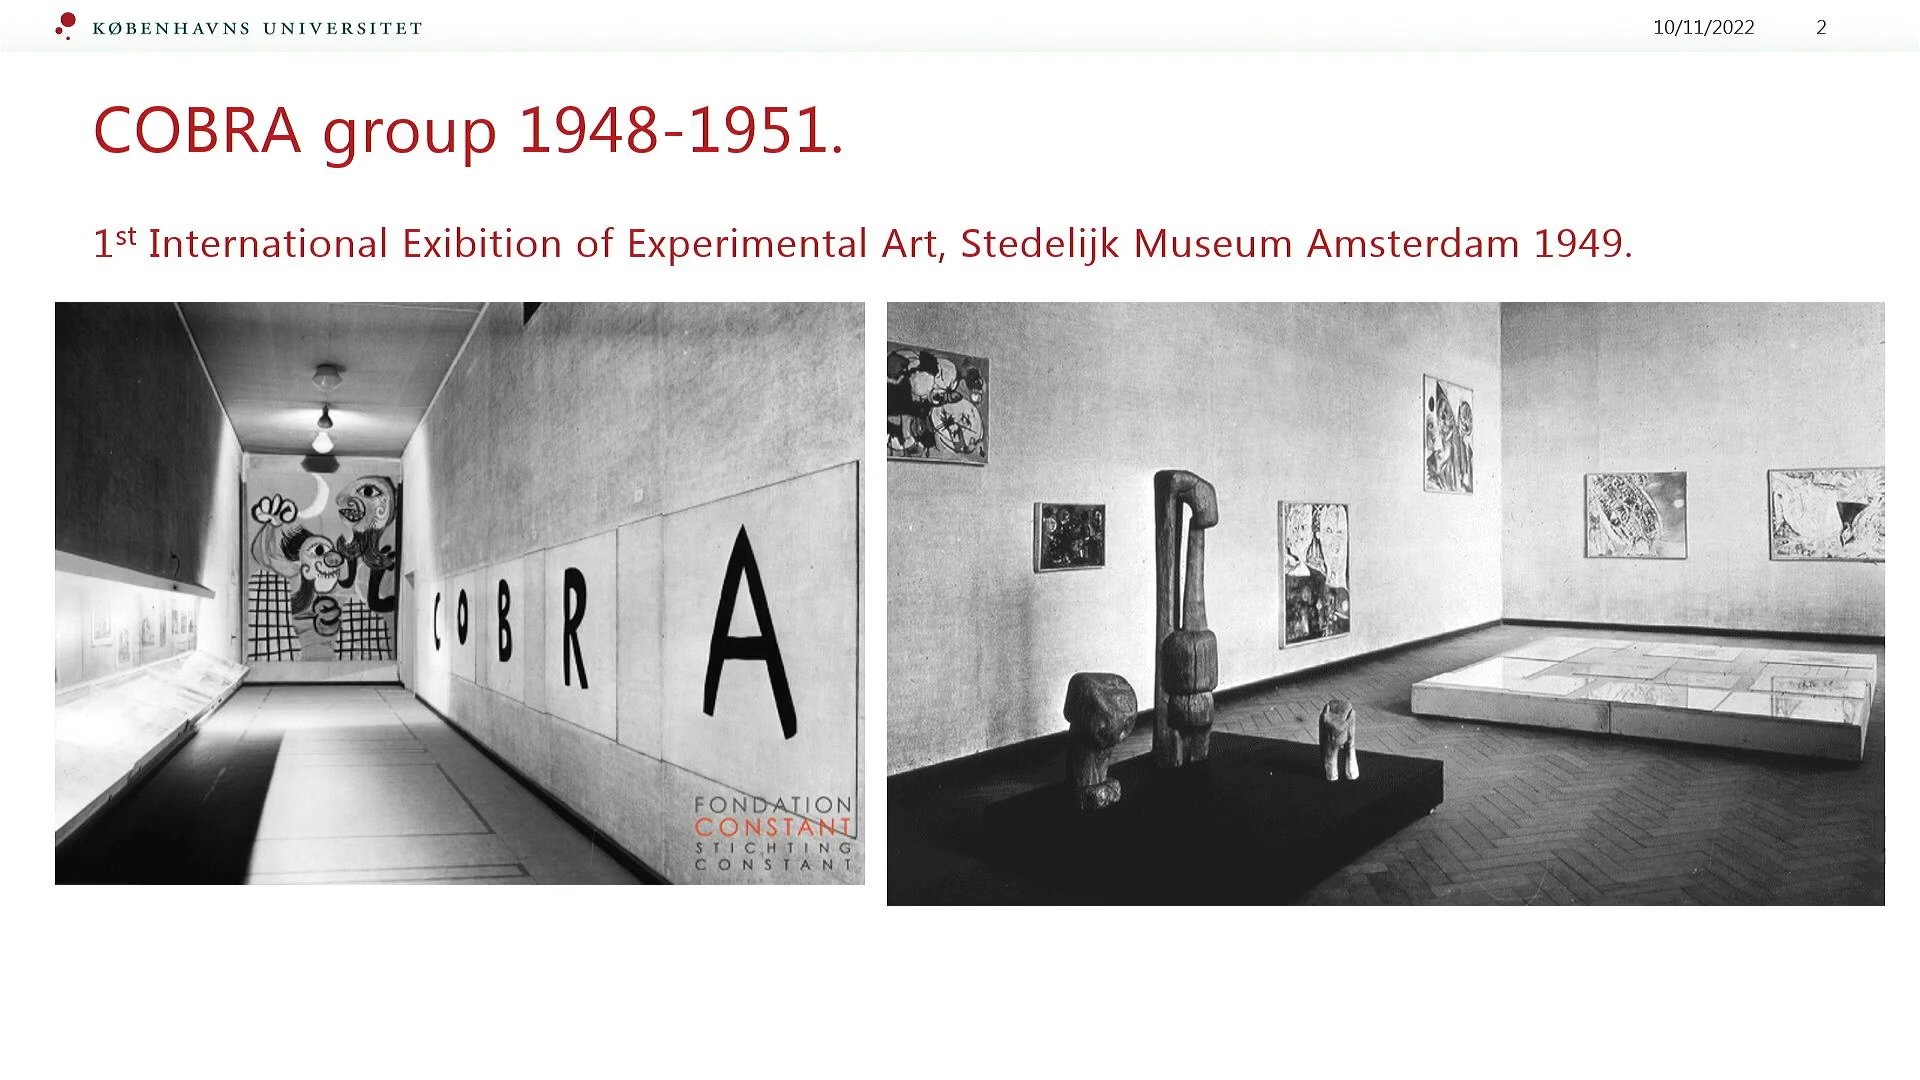 KØBENHAVNS UNIVERSITET
10/11/2022
2
COBRA group 1948-1951.
1st International Exibition of Experimental Art, Stedelijk Museum Amsterdam 1949.
C O B R A
FONDATION
CONSTANT
STICHTING
CONSTANT